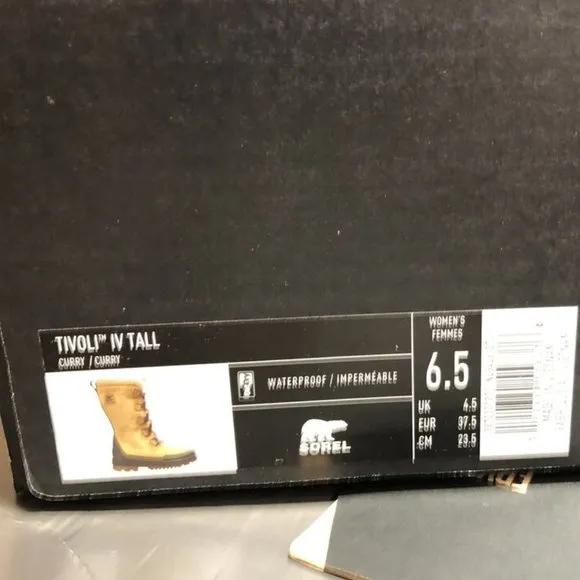 TIVOLI™ IV TALL
CURRY / CURRY
WATERPROOF / IMPERMÉABLE
SOREL
WOMEN'S
FEMMES
6.5
UK 4.5
EUR 37.5
CM 23.5